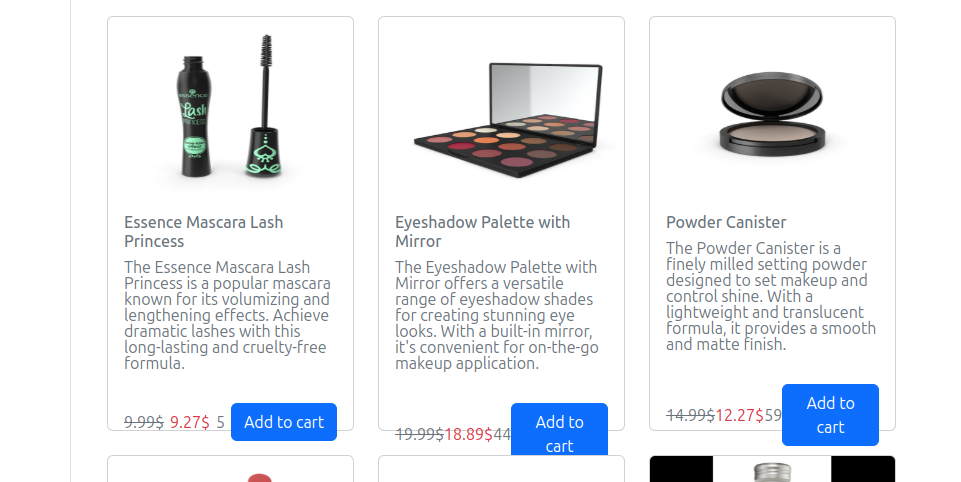 essence
Lash
PRINCESS
Essence Mascara Lash
Princess
The Essence Mascara Lash
Princess is a popular mascara
known for its volumizing and
lengthening effects. Achieve
dramatic lashes with this
long-lasting and cruelty-free
formula.
9.99$ 9.27$ 5 Add to cart
Eyeshadow Palette with
Mirror
The Eyeshadow Palette with
Mirror offers a versatile
range of eyeshadow shades
for creating stunning eye
looks. With a built-in mirror,
it's convenient for on-the-go
makeup application.
19.99$18.89$44 Add to
cart
Powder Canister
The Powder Canister is a
finely milled setting powder
designed to set makeup and
control shine. With a
lightweight and translucent
formula, it provides a smooth
and matte finish.
14.99$12.27$59 Add to
cart